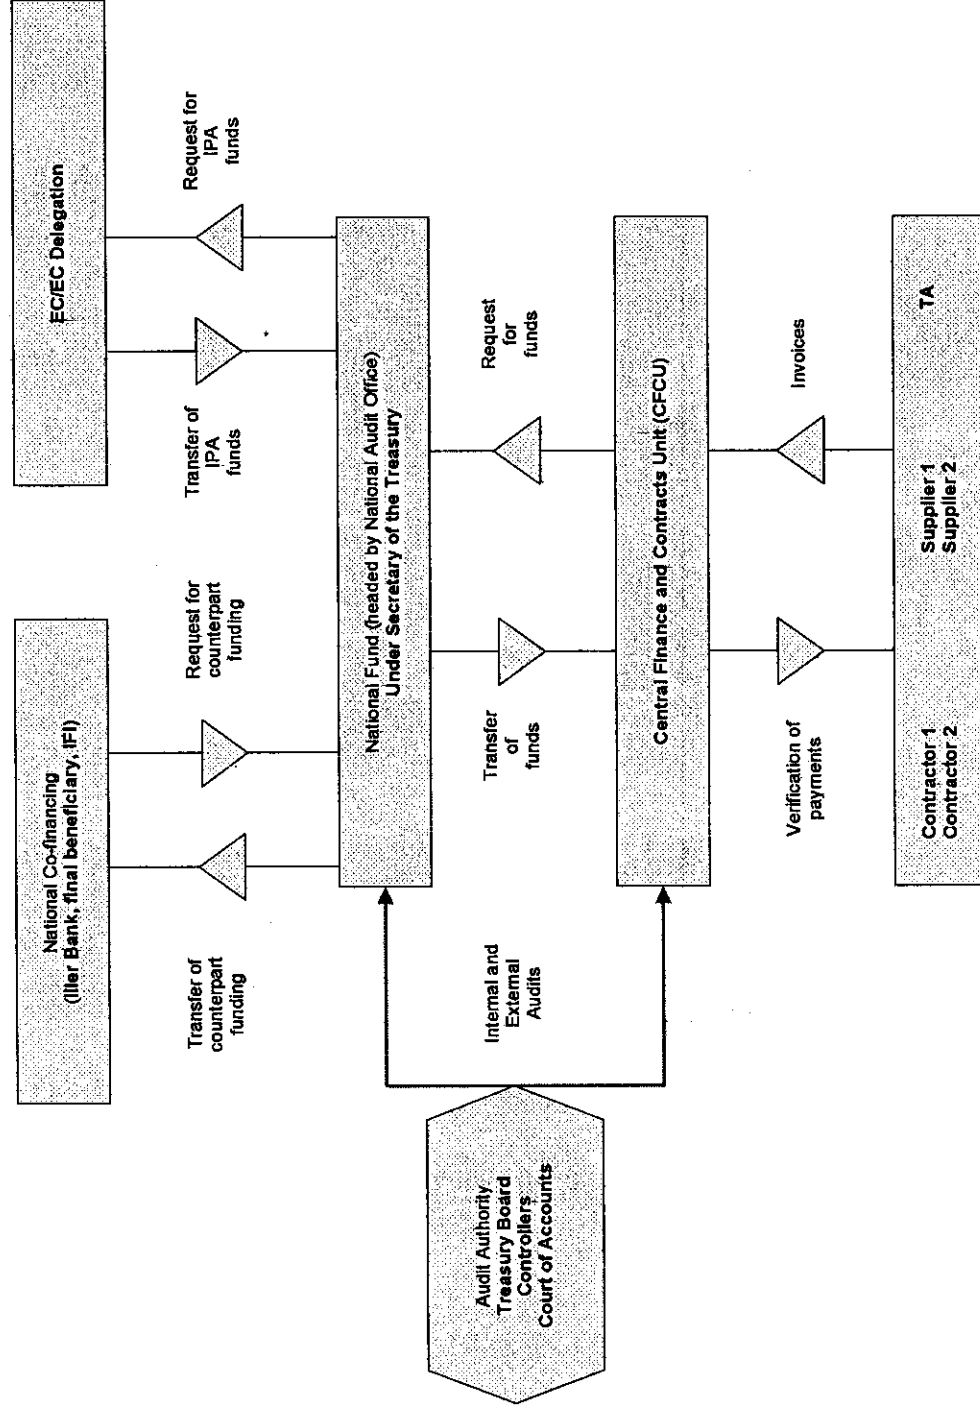 National Co-financing
(Iller Bank, final beneficiary, IFI)
EC/EC Delegation
Transfer of
counterpart
funding
Request for
counterpart
funding
Transfer of
IPA
funds
Request for
IPA
funds
National Fund (headed by National Audit Office)
Under Secretary of the Treasury
Audit Authority
Treasury Board
Controllers
Court of Accounts
Internal and
External
Audits
Transfer
of
funds
Request
for
funds
Central Finance and Contracts Unit (CFCU)
Verification of
payments
Invoices
Contractor 1
Contractor 2
Supplier 1
Supplier 2
TA